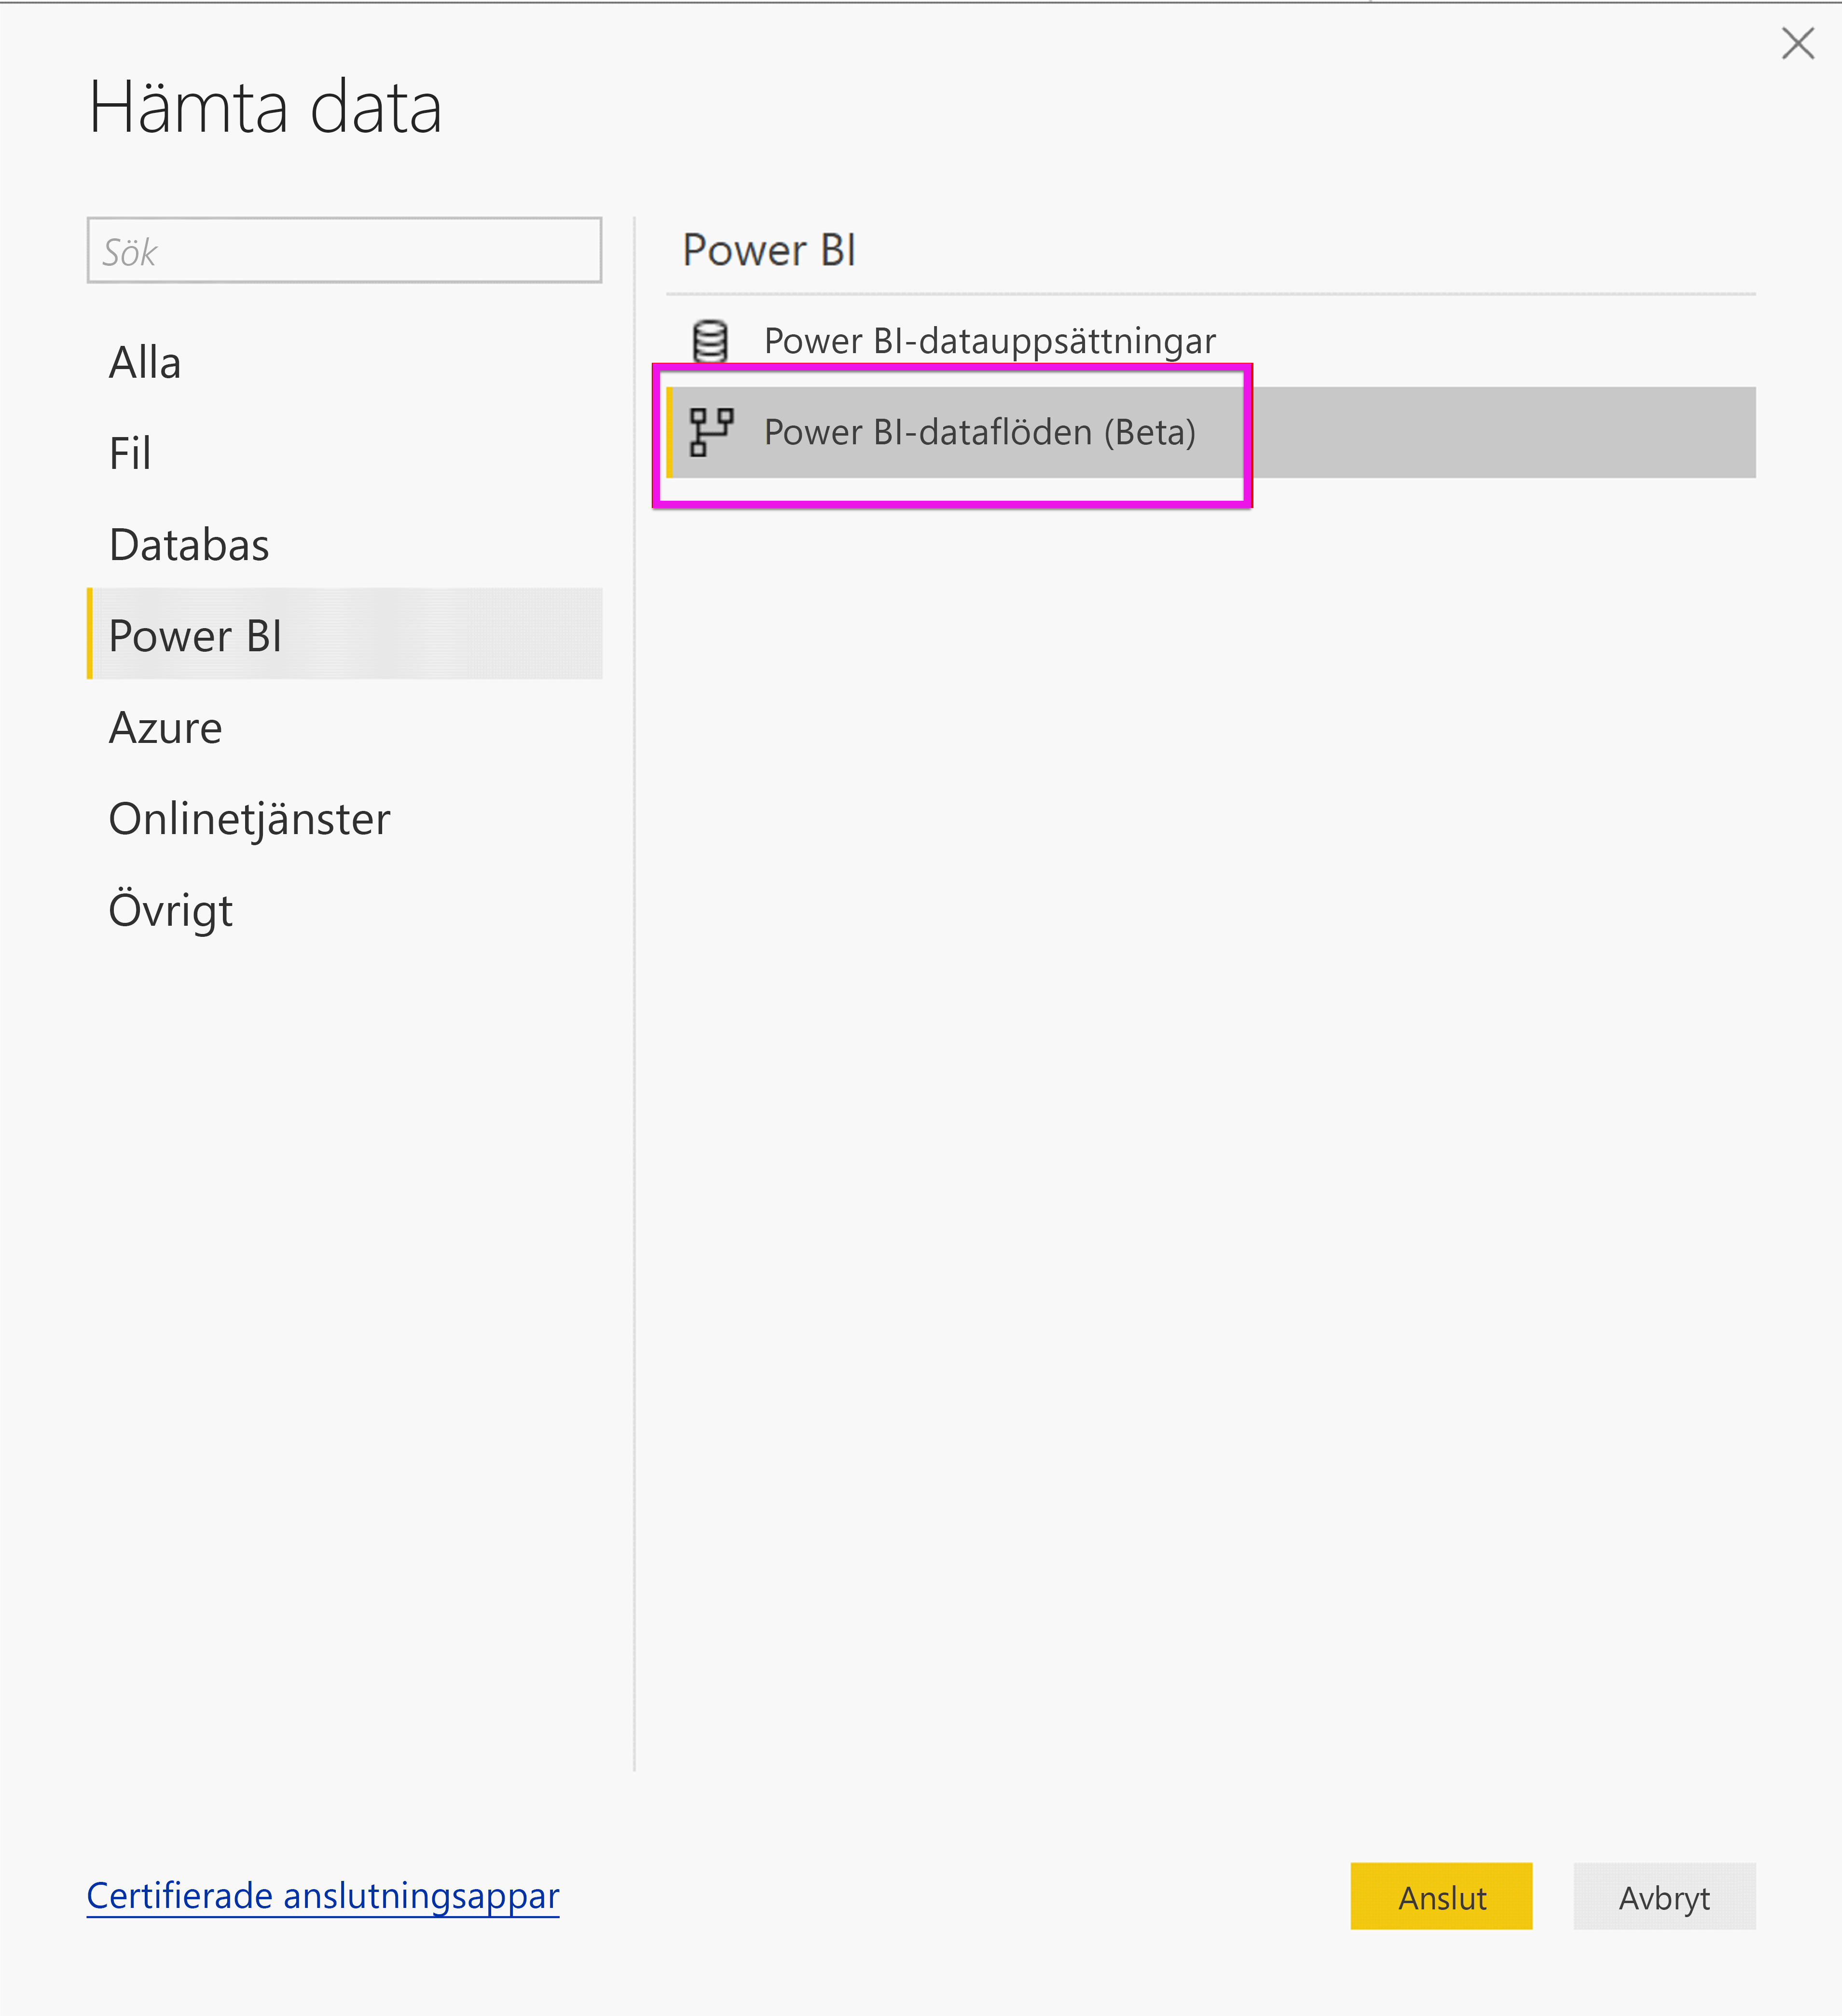 Hämta data
Sök
Alla
Fil
Databas
Power BI
Azure
Onlinetjänster
Övrigt
Power BI
Power BI-datauppsättningar
Power BI-dataflöden (Beta)
Certifierade anslutningsappar
Anslut
Avbryt